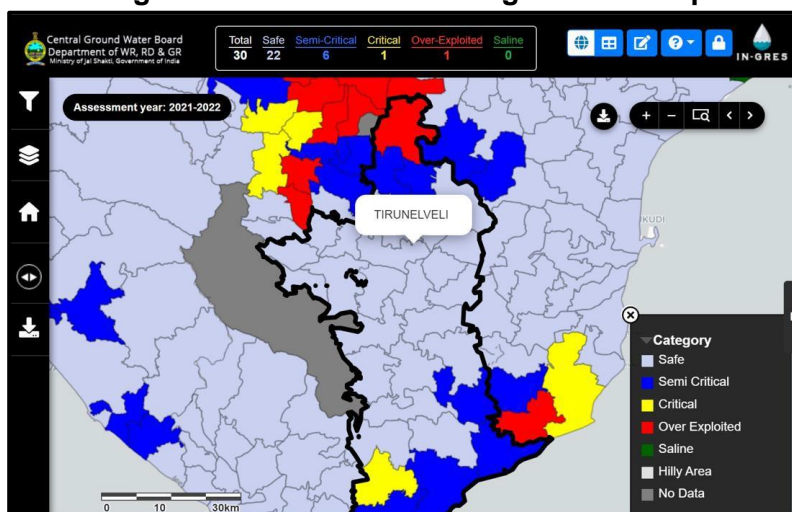 Central Ground Water Board
Department of WR, RD & GR
Ministry of Jal Shakti, Government of India
Total Safe Semi-Critical Critical Over-Exploited Saline
30 22 6 1 1 0
IN-GRES
Assessment year: 2021-2022
TIRUNELVELI
KUDI
Category
Safe
Semi Critical
Critical
Over Exploited
Saline
Hilly Area
No Data
0 10 30km